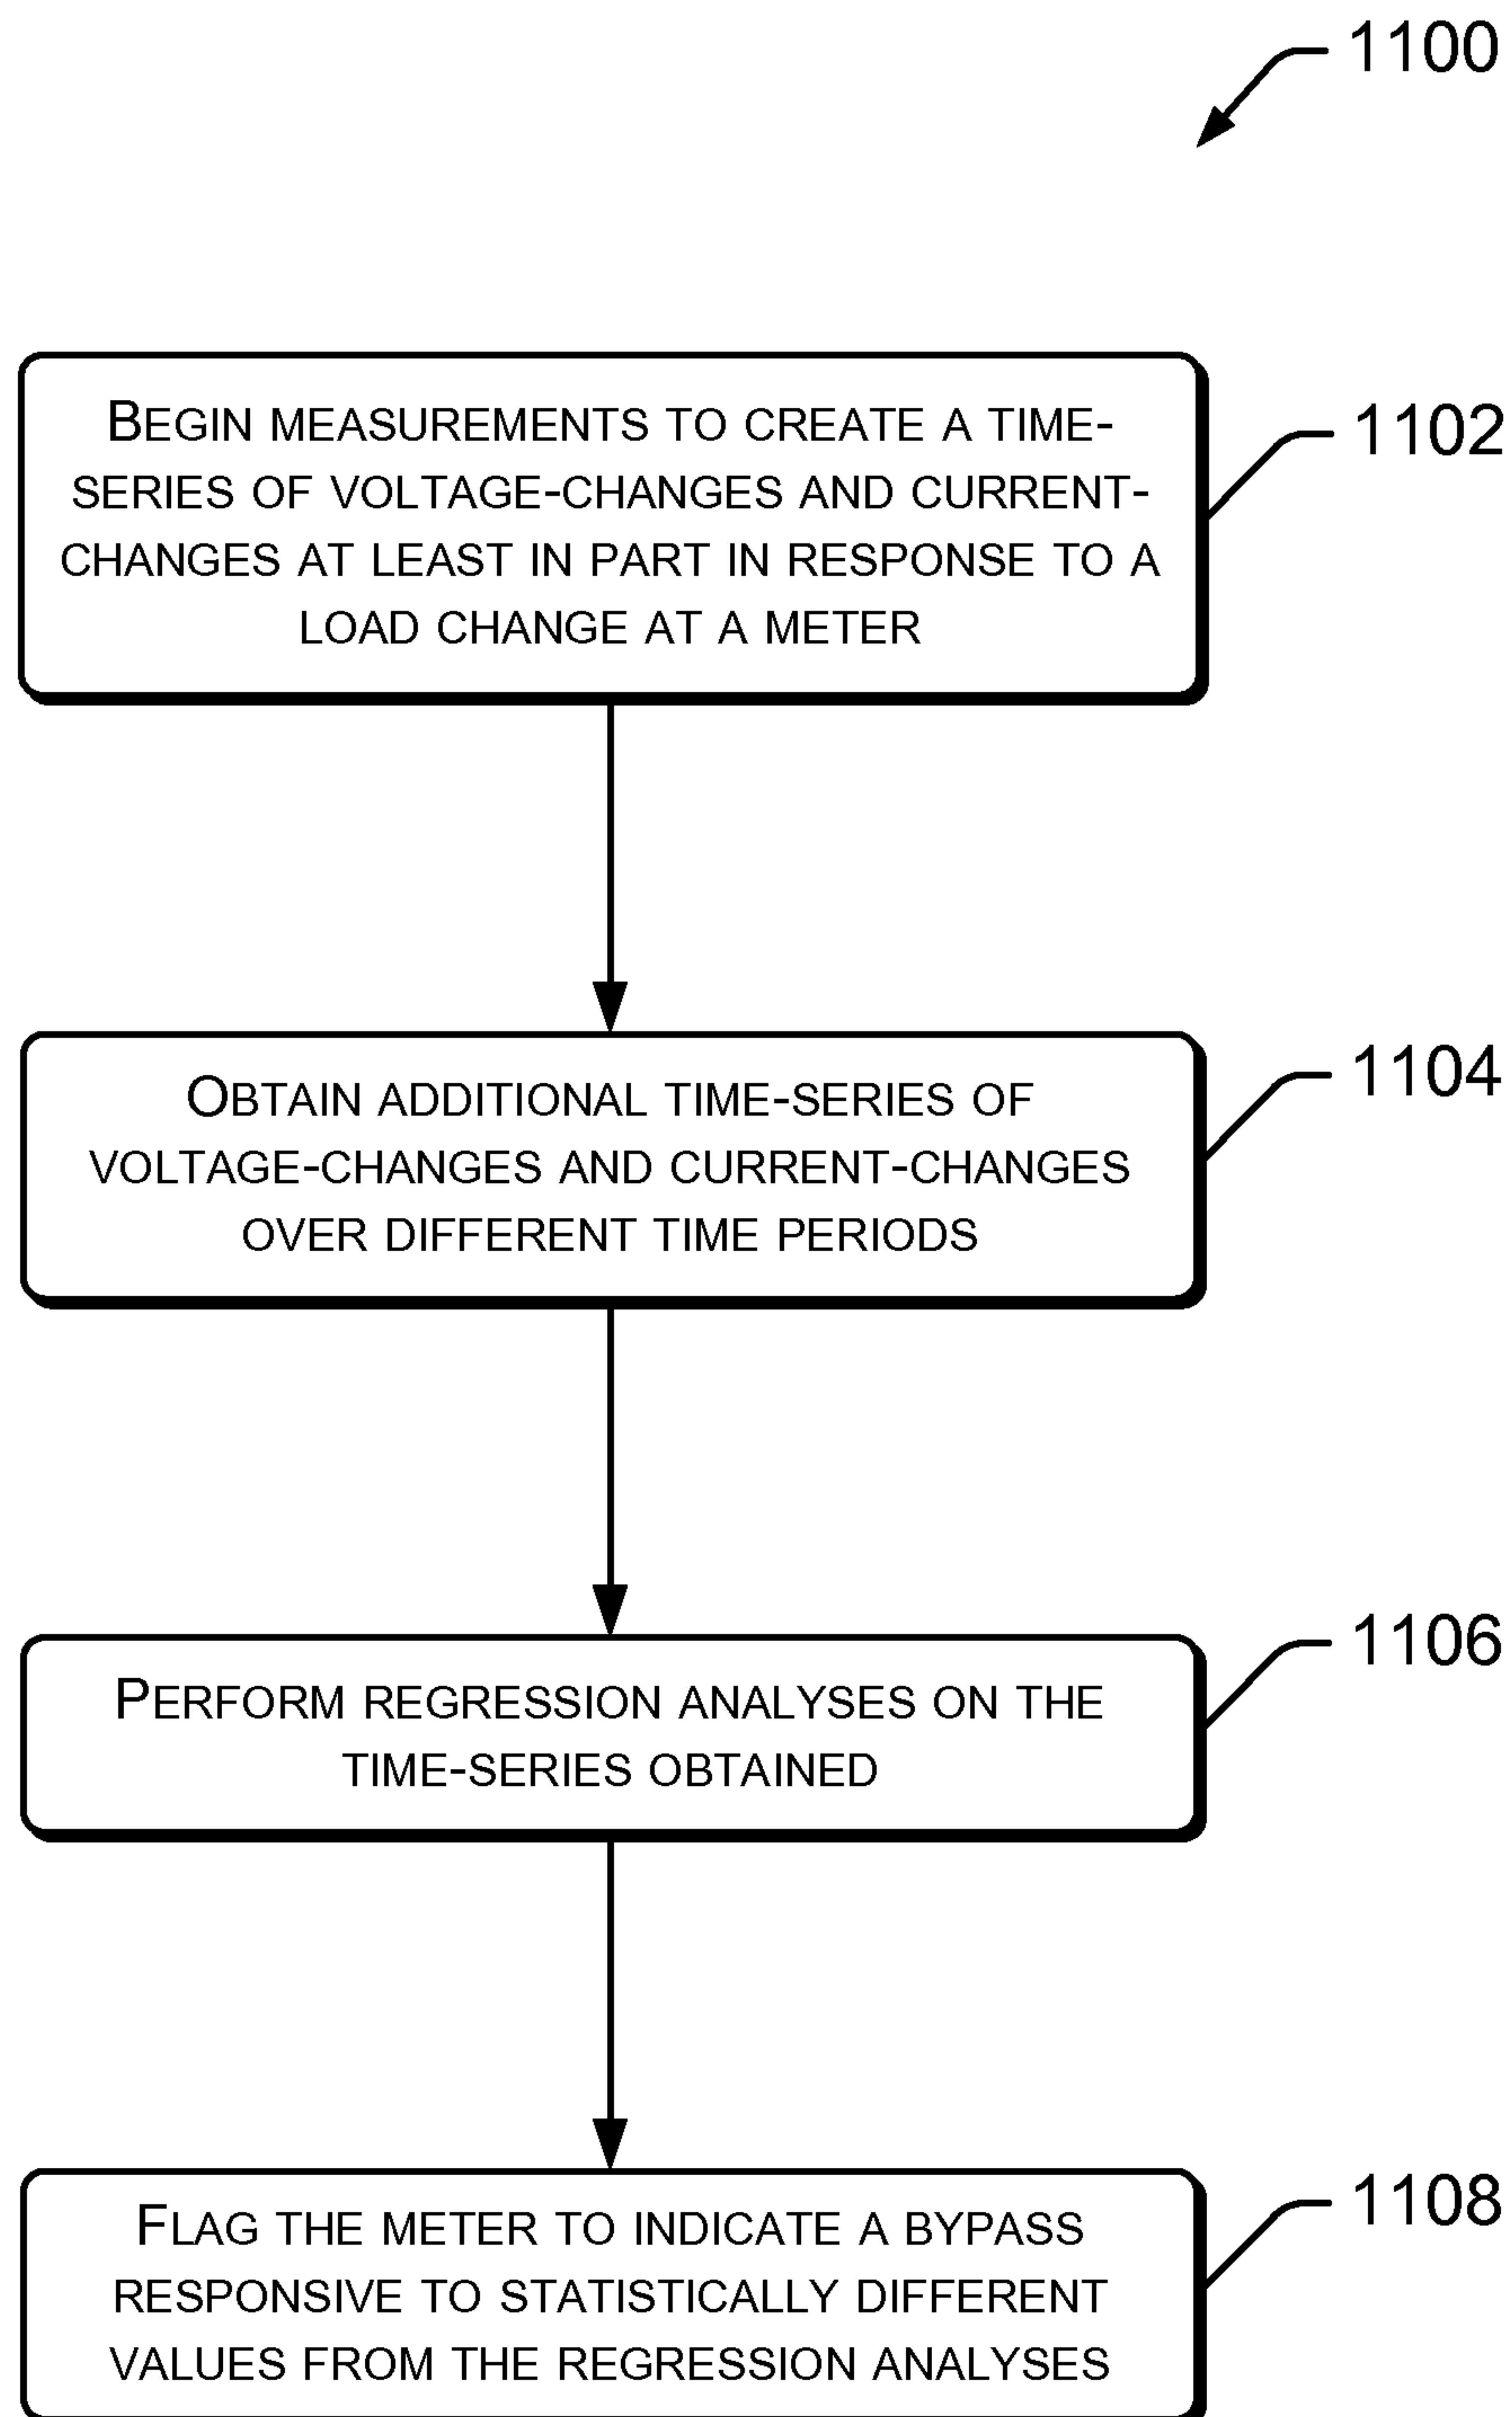 1100
BEGIN MEASUREMENTS TO CREATE A TIME-
SERIES OF VOLTAGE-CHANGES AND CURRENT-
CHANGES AT LEAST IN PART IN RESPONSE TO A
LOAD CHANGE AT A METER
1102
OBTAIN ADDITIONAL TIME-SERIES OF
VOLTAGE-CHANGES AND CURRENT-CHANGES
OVER DIFFERENT TIME PERIODS
1104
PERFORM REGRESSION ANALYSES ON THE
TIME-SERIES OBTAINED
1106
FLAG THE METER TO INDICATE A BYPASS
RESPONSIVE TO STATISTICALLY DIFFERENT
VALUES FROM THE REGRESSION ANALYSES
1108